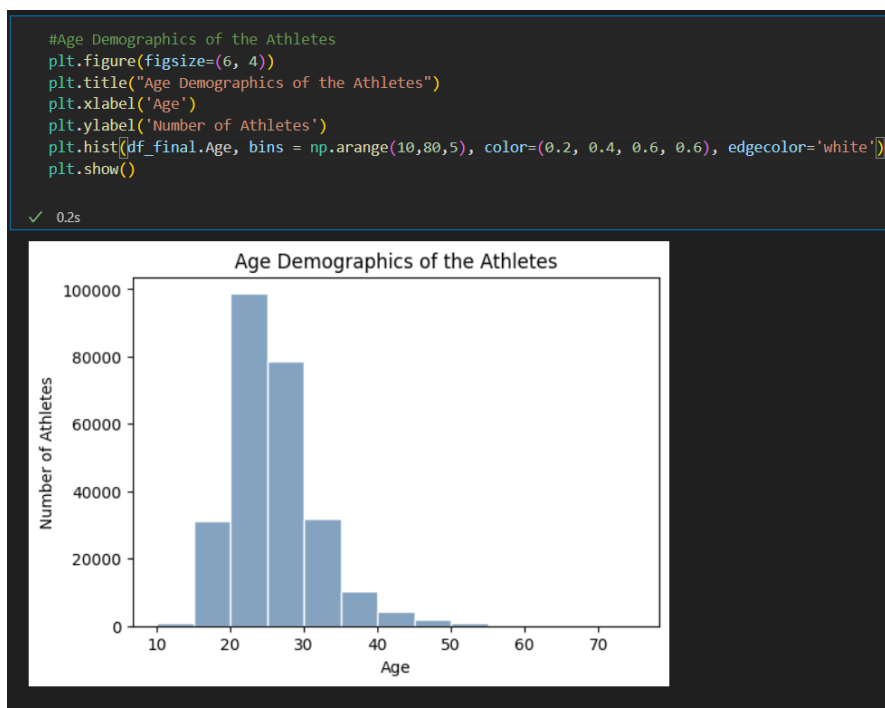 #Age Demographics of the Athletes
plt.figure(figsize=(6, 4))
plt.title("Age Demographics of the Athletes")
plt.xlabel('Age')
plt.ylabel('Number of Athletes')
plt.hist(df_final.Age, bins = np.arange(10,80,5), color=(0.2, 0.4, 0.6, 0.6), edgecolor='white')
plt.show()
0.2s
Age Demographics of the Athletes
Number of Athletes
100000
80000
60000
40000
20000
0
10 20 30 40 50 60 70
Age